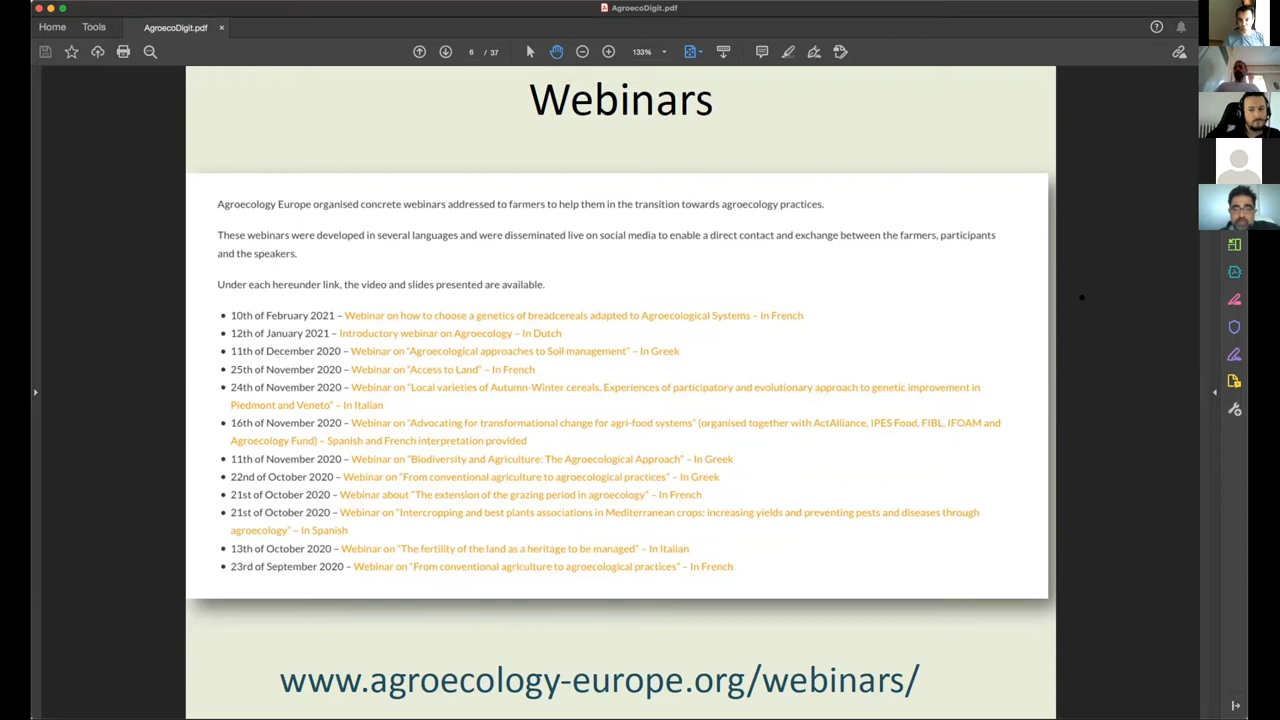 AgroecoDigit.pdf
Home Tools AgroecoDigit.pdf ×
6 / 37 133%
Webinars
Agroecology Europe organised concrete webinars addressed to farmers to help them in the transition towards agroecology practices.
These webinars were developed in several languages and were disseminated live on social media to enable a direct contact and exchange between the farmers, participants
and the speakers.
Under each hereunder link, the video and slides presented are available.
• 10th of February 2021 – Webinar on how to choose a genetics of breadcereals adapted to Agroecological Systems – In French
• 12th of January 2021 – Introductory webinar on Agroecology – In Dutch
• 11th of December 2020 – Webinar on “Agroecological approaches to Soil management” – In Greek
• 25th of November 2020 – Webinar on “Access to Land” – In French
• 24th of November 2020 – Webinar on “Local varieties of Autumn-Winter cereals. Experiences of participatory and evolutionary approach to genetic improvement in
Piedmont and Veneto” – In Italian
• 16th of November 2020 – Webinar on “Advocating for transformational change for agri-food systems” (organised together with ActAlliance, IPES Food, FIBL, IFOAM and
Agroecology Fund) – Spanish and French interpretation provided
• 11th of November 2020 – Webinar on “Biodiversity and Agriculture: The Agroecological Approach” – In Greek
• 22nd of October 2020 – Webinar on “From conventional agriculture to agroecological practices” – In Greek
• 21st of October 2020 – Webinar about “The extension of the grazing period in agroecology” – In French
• 21st of October 2020 – Webinar on “Intercropping and best plants associations in Mediterranean crops: increasing yields and preventing pests and diseases through
agroecology” – In Spanish
• 13th of October 2020 – Webinar on “The fertility of the land as a heritage to be managed” – In Italian
• 23rd of September 2020 – Webinar on “From conventional agriculture to agroecological practices” – In French
www.agroecology-europe.org/webinars/